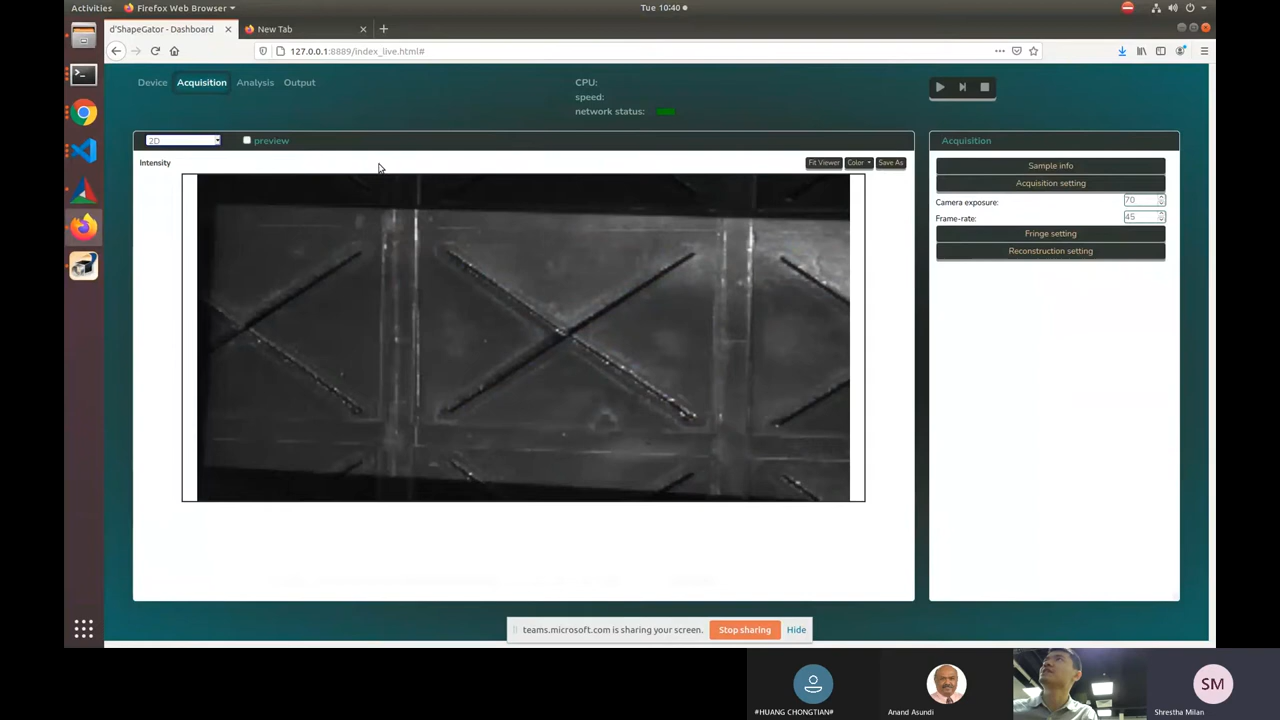 Activities
Firefox Web Browser
Tue 10:40
d'ShapeGator - Dashboard
New Tab
127.0.0.1:8889/index_live.html#
Device
Acquisition
Analysis
Output
CPU:
speed:
network status:
2D
preview
Intensity
Fit Viewer
Color
Save As
Acquisition
Sample info
Acquisition setting
Camera exposure:
70
Frame-rate:
45
Fringe setting
Reconstruction setting
teams.microsoft.com is sharing your screen.
Stop sharing
Hide
#HUANG CHONGTIAN#
Anand Asundi
SM
Shrestha Milan